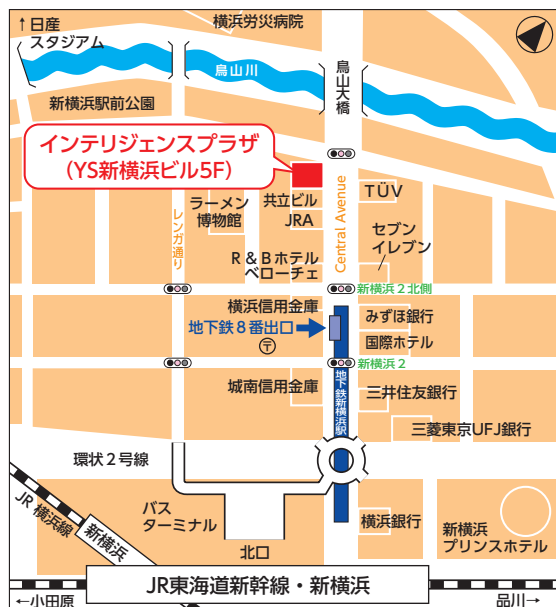 ↑日産
スタジアム
横浜労災病院
鳥山川
鳥山大橋
新横浜駅前公園
インテリジェンスプラザ
(YS新横浜ビル5F)
ラーメン
博物館
共立ビル
JRA
TÜV
Central Avenue
レンガ通り
セブン
イレブン
R&Bホテル
ベローチェ
新横浜2北側
横浜信用金庫
地下鉄8番出口
〒
みずほ銀行
国際ホテル
新横浜2
城南信用金庫
地下鉄新横浜駅
三井住友銀行
三菱東京UFJ銀行
環状2号線
JR 横浜線
新横浜
バス
ターミナル
北口
横浜銀行
新横浜
プリンスホテル
JR東海道新幹線・新横浜
←小田原
品川→